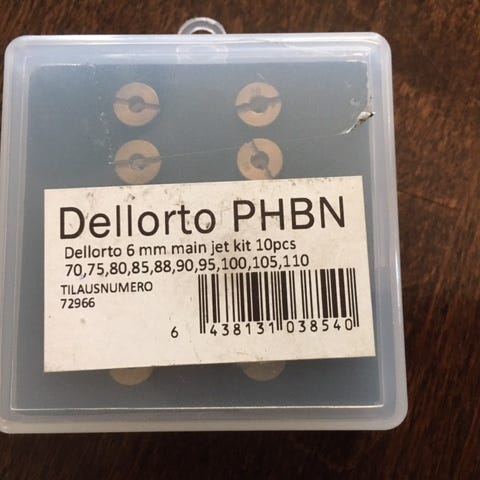 Dellorto PHBN
Dellorto 6 mm main jet kit 10pcs
70,75,80,85,88,90,95,100,105,110
TILAUSNUMERO
72966
6 438131 038540